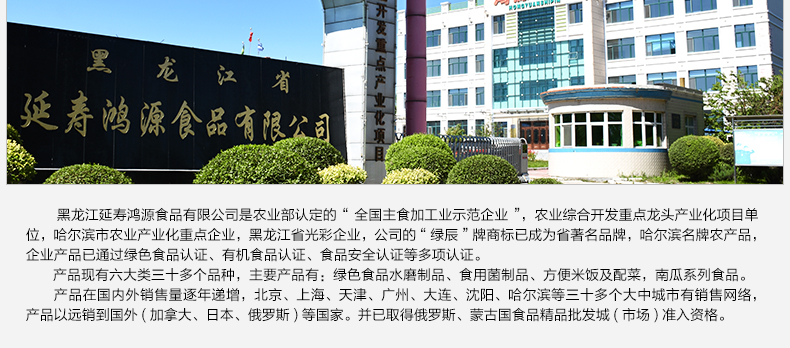 鸿源食品
HONGYUANSHIPIN
开发重点产业化项目
黑龙江省
延寿鸿源食品有限公司
黑龙江延寿鸿源食品有限公司是农业部认定的“ 全国主食加工业示范企业 ”，农业综合开发重点龙头产业化项目单
位，哈尔滨市农业产业化重点企业，黑龙江省光彩企业，公司的“ 绿辰 ”牌商标已成为省著名品牌，哈尔滨名牌农产品，
企业产品已通过绿色食品认证、有机食品认证、食品安全认证等多项认证。
产品现有六大类三十多个品种，主要产品有：绿色食品水磨制品、食用菌制品、方便米饭及配菜，南瓜系列食品。
产品在国内外销售量逐年递增，北京、上海、天津、广州、大连、沈阳、哈尔滨等三十多个大中城市有销售网络，
产品以远销到国外 ( 加拿大、日本、俄罗斯 ) 等国家。并已取得俄罗斯、蒙古国食品精品批发城 ( 市场 ) 准入资格。